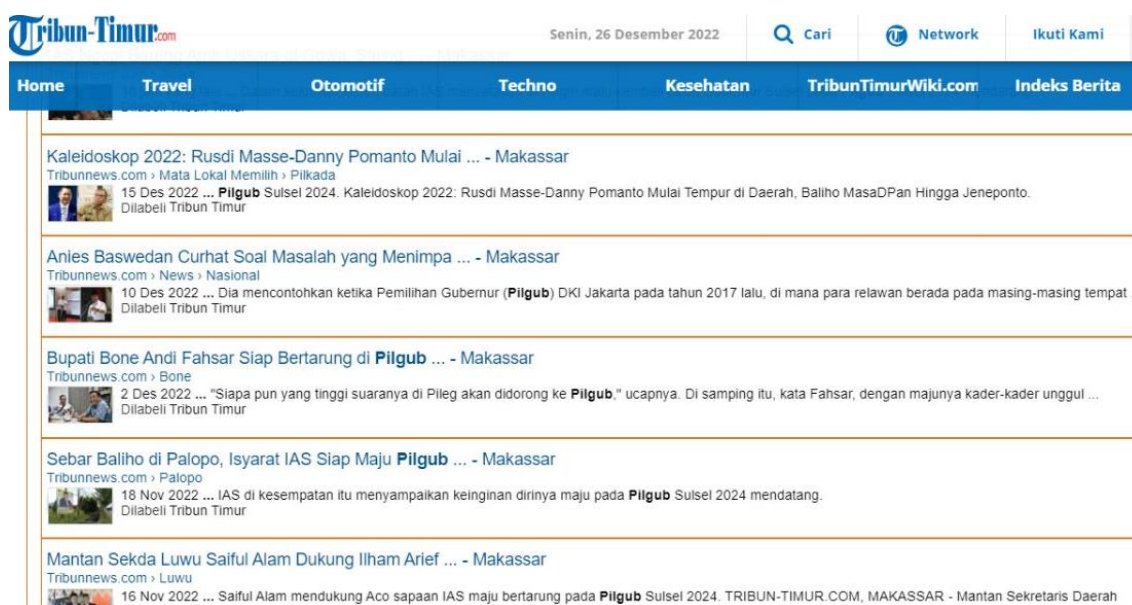 Tribun-Timur.com
Senin, 26 Desember 2022
Cari
Network
Ikuti Kami
Home Travel Otomotif Techno Kesehatan TribunTimurWiki.com Indeks Berita
Kaleidoskop 2022: Rusdi Masse-Danny Pomanto Mulai ... - Makassar
Tribunnews.com › Mata Lokal Memilih › Pilkada
15 Des 2022 ... Pilgub Sulsel 2024. Kaleidoskop 2022: Rusdi Masse-Danny Pomanto Mulai Tempur di Daerah, Baliho MasaDPan Hingga Jeneponto.
Dilabeli Tribun Timur
Anies Baswedan Curhat Soal Masalah yang Menimpa ... - Makassar
Tribunnews.com › News › Nasional
10 Des 2022 ... Dia mencontohkan ketika Pemilihan Gubernur (Pilgub) DKI Jakarta pada tahun 2017 lalu, di mana para relawan berada pada masing-masing tempat
Dilabeli Tribun Timur
Bupati Bone Andi Fahsar Siap Bertarung di Pilgub ... - Makassar
Tribunnews.com › Bone
2 Des 2022 ... "Siapa pun yang tinggi suaranya di Pileg akan didorong ke Pilgub," ucapnya. Di samping itu, kata Fahsar, dengan majunya kader-kader unggul ...
Dilabeli Tribun Timur
Sebar Baliho di Palopo, Isyarat IAS Siap Maju Pilgub ... - Makassar
Tribunnews.com › Palopo
18 Nov 2022 ... IAS di kesempatan itu menyampaikan keinginan dirinya maju pada Pilgub Sulsel 2024 mendatang.
Dilabeli Tribun Timur
Mantan Sekda Luwu Saiful Alam Dukung Ilham Arief ... - Makassar
Tribunnews.com › Luwu
16 Nov 2022 ... Saiful Alam mendukung Aco sapaan IAS maju bertarung pada Pilgub Sulsel 2024. TRIBUN-TIMUR.COM, MAKASSAR - Mantan Sekretaris Daerah